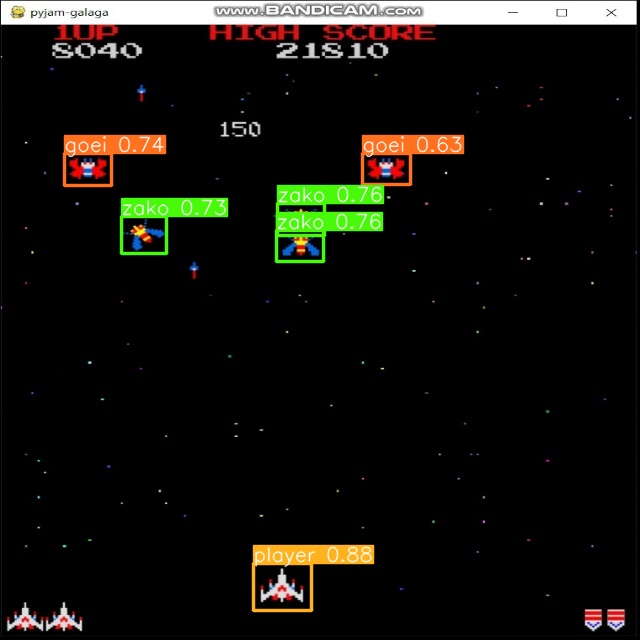 pyjam-galaga
www.BANDICAM.com
1UP HIGH SCORE
8040 21810
150
goei 0.74
goei 0.63
zako 0.76
zako 0.73
zako 0.76
player 0.88